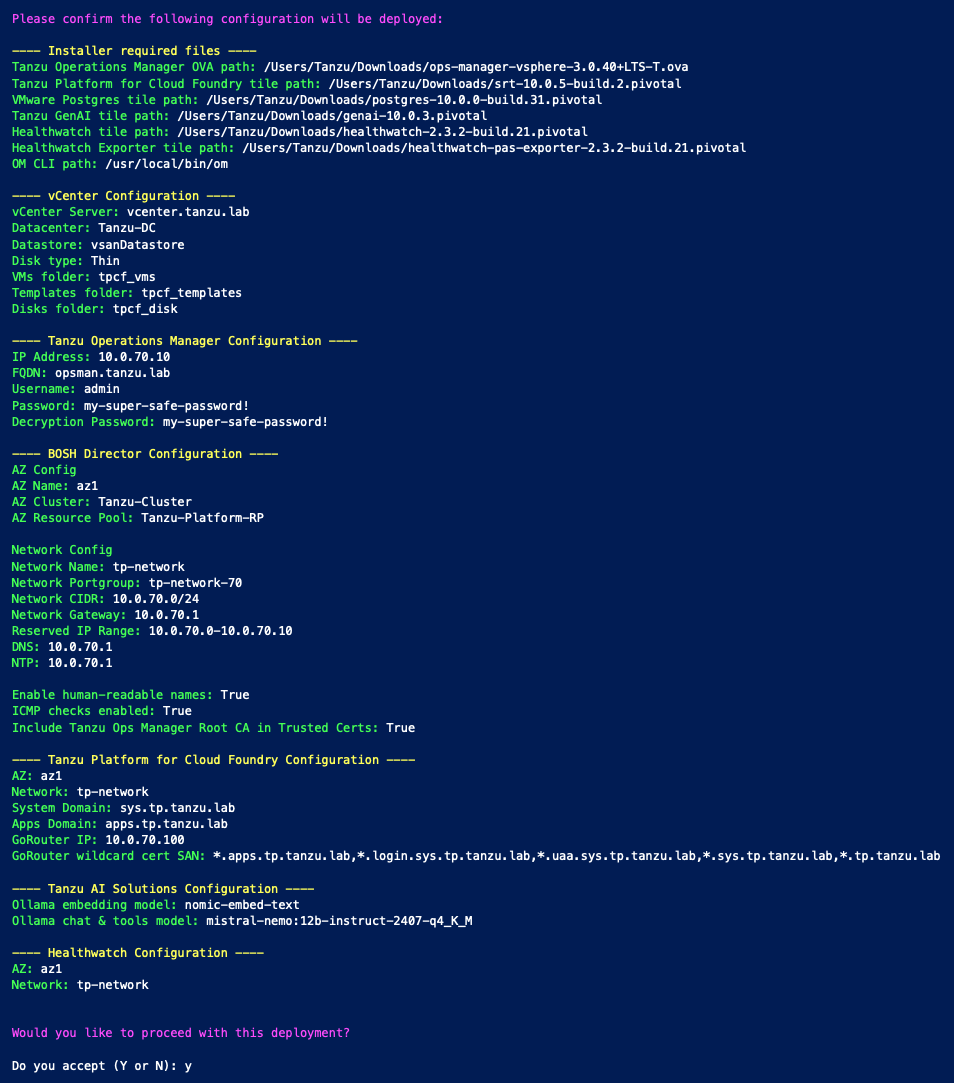 Please confirm the following configuration will be deployed:
---- Installer required files ----
Tanzu Operations Manager OVA path: /Users/Tanzu/Downloads/ops-manager-vsphere-3.0.40+LTS-T.ova
Tanzu Platform for Cloud Foundry tile path: /Users/Tanzu/Downloads/srt-10.0.5-build.2.pivotal
VMware Postgres tile path: /Users/Tanzu/Downloads/postgres-10.0.0-build.31.pivotal
Tanzu GenAI tile path: /Users/Tanzu/Downloads/genai-10.0.3.pivotal
Healthwatch tile path: /Users/Tanzu/Downloads/healthwatch-2.3.2-build.21.pivotal
Healthwatch Exporter tile path: /Users/Tanzu/Downloads/healthwatch-pas-exporter-2.3.2-build.21.pivotal
OM CLI path: /usr/local/bin/om
---- vCenter Configuration ----
vCenter Server: vcenter.tanzu.lab
Datacenter: Tanzu-DC
Datastore: vsanDatastore
Disk type: Thin
VMs folder: tpcf_vms
Templates folder: tpcf_templates
Disks folder: tpcf_disk
---- Tanzu Operations Manager Configuration ----
IP Address: 10.0.70.10
FQDN: opsman.tanzu.lab
Username: admin
Password: my-super-safe-password!
Decryption Password: my-super-safe-password!
---- BOSH Director Configuration ----
AZ Config
AZ Name: az1
AZ Cluster: Tanzu-Cluster
AZ Resource Pool: Tanzu-Platform-RP
Network Config
Network Name: tp-network
Network Portgroup: tp-network-70
Network CIDR: 10.0.70.0/24
Network Gateway: 10.0.70.1
Reserved IP Range: 10.0.70.0-10.0.70.10
DNS: 10.0.70.1
NTP: 10.0.70.1
Enable human-readable names: True
ICMP checks enabled: True
Include Tanzu Ops Manager Root CA in Trusted Certs: True
---- Tanzu Platform for Cloud Foundry Configuration ----
AZ: az1
Network: tp-network
System Domain: sys.tp.tanzu.lab
Apps Domain: apps.tp.tanzu.lab
GoRouter IP: 10.0.70.100
GoRouter wildcard cert SAN: *.apps.tp.tanzu.lab,*.login.sys.tp.tanzu.lab,*.uaa.sys.tp.tanzu.lab,*.sys.tp.tanzu.lab,*.tp.tanzu.lab
---- Tanzu AI Solutions Configuration ----
Ollama embedding model: nomic-embed-text
Ollama chat & tools model: mistral-nemo:12b-instruct-2407-q4_K_M
---- Healthwatch Configuration ----
AZ: az1
Network: tp-network
Would you like to proceed with this deployment?
Do you accept (Y or N): y